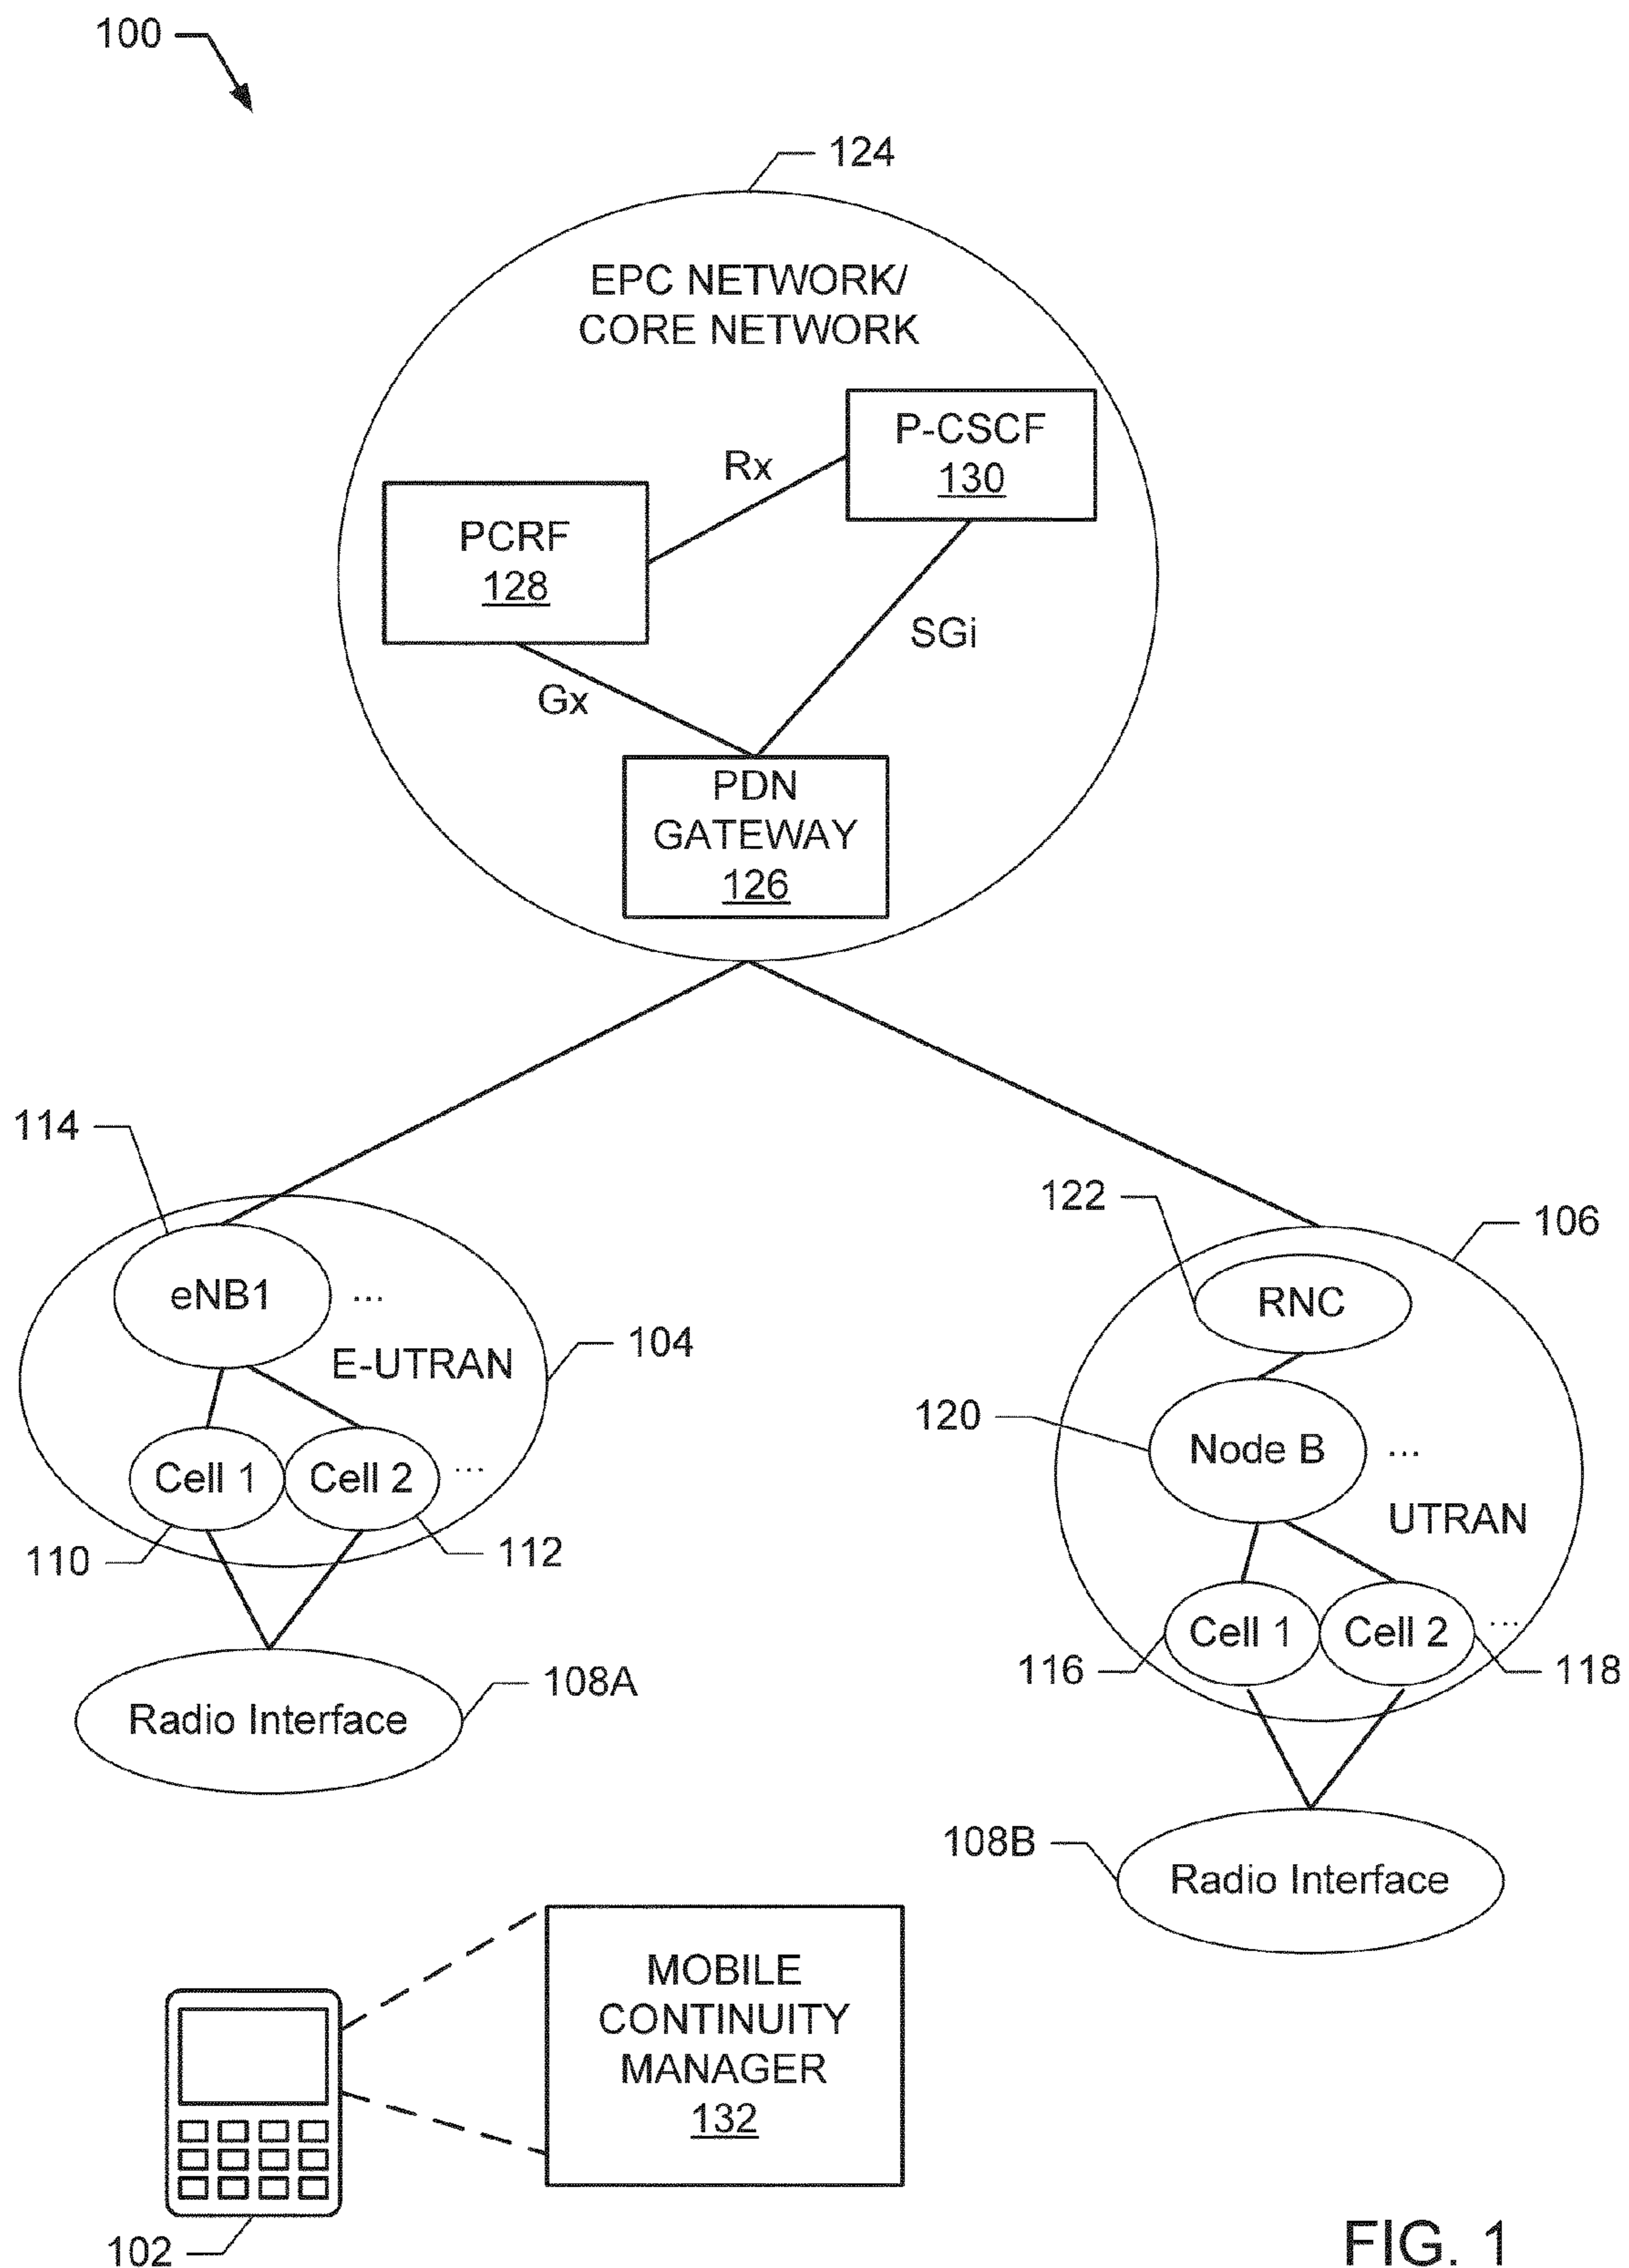 100
124
EPC NETWORK/
CORE NETWORK
P-CSCF
130
Rx
PCRF
128
SGi
Gx
PDN
GATEWAY
126
114
122
106
eNB1
...
RNC
E-UTRAN
104
120
Node B
...
Cell 1
Cell 2
...
UTRAN
110
112
Cell 1
Cell 2
...
116
118
108A
Radio Interface
108B
Radio Interface
MOBILE
CONTINUITY
MANAGER
132
102
FIG. 1